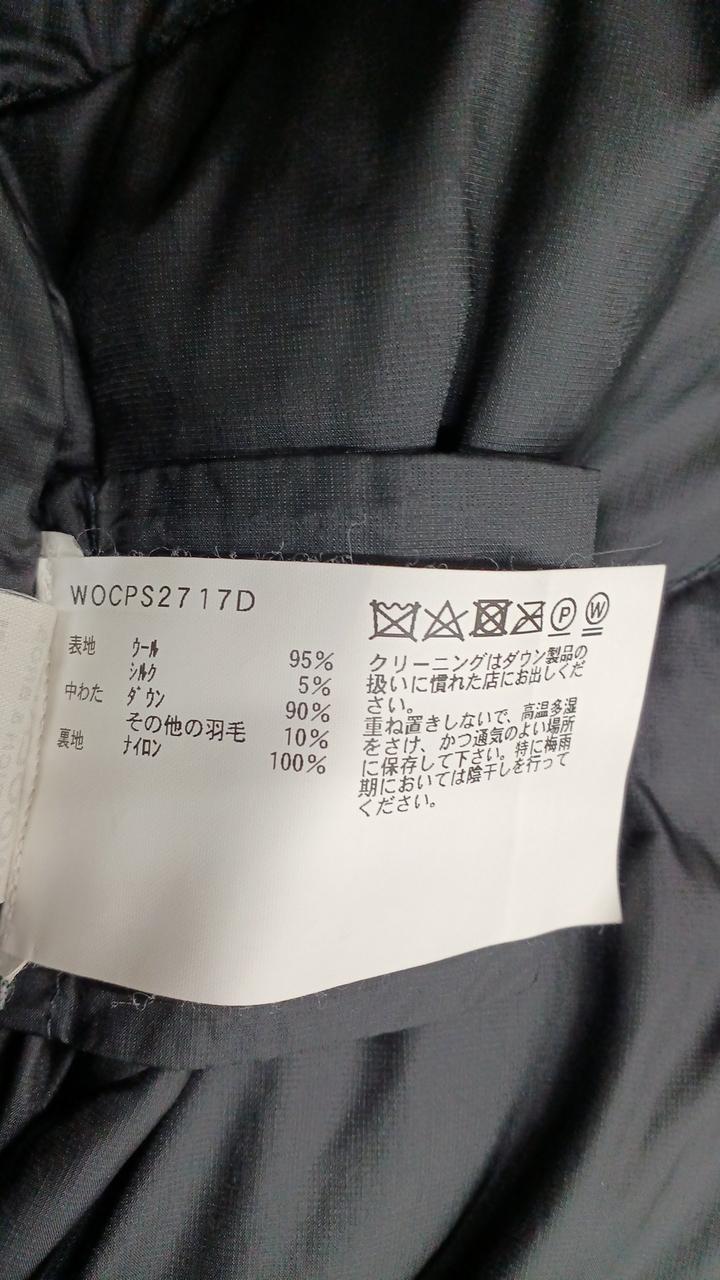 WOCPS2717D
表地 ウール 95%
シルク 5%
中わた ダウン 90%
その他の羽毛 10%
裏地 ナイロン 100%
P W
クリーニングはダウン製品の
扱いに慣れた店にお出しくだ
さい。
重ね置きしないで、高温多湿
をさけ、かつ通気のよい場所
に保存して下さい。特に梅雨
期においては陰干しを行って
ください。